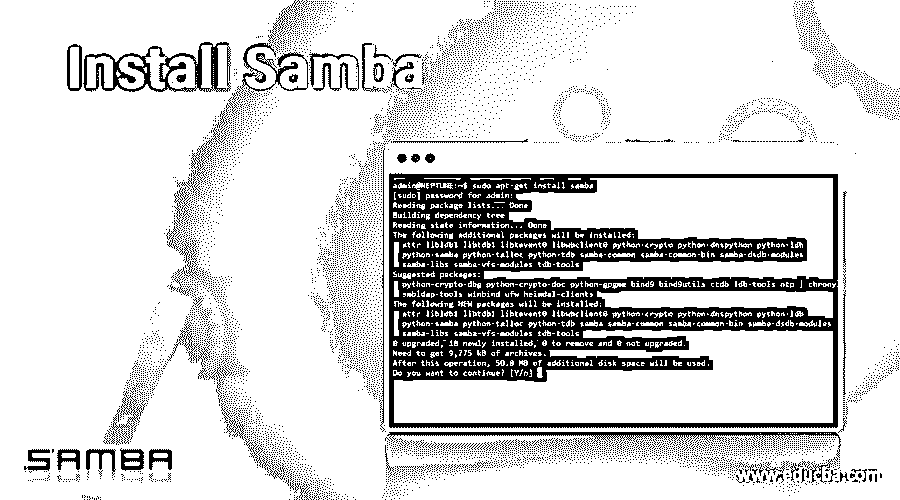 Install Samba
admin@NEPTUNE:~$ sudo apt-get install samba
[sudo] password for admin:
Reading package lists... Done
Building dependency tree
Reading state information... Done
The following additional packages will be installed:
attr libldb1 libtdb1 libtevent0 libwbclient0 python-crypto python-dnspython python-ldb
python-samba python-talloc python-tdb samba-common samba-common-bin samba-dsdb-modules
samba-libs samba-vfs-modules tdb-tools
Suggested packages:
python-crypto-dbg python-crypto-doc python-gpgme bind9 bind9utils ctdb ldb-tools ntp | chrony
smbldap-tools winbind ufw heimdal-clients
The following NEW packages will be installed:
attr libldb1 libtdb1 libtevent0 libwbclient0 python-crypto python-dnspython python-ldb
python-samba python-talloc python-tdb samba samba-common samba-common-bin samba-dsdb-modules
samba-libs samba-vfs-modules tdb-tools
0 upgraded, 18 newly installed, 0 to remove and 0 not upgraded.
Need to get 9,775 kB of archives.
After this operation, 50.0 MB of additional disk space will be used.
Do you want to continue? [Y/n]
SAMBA
www.educba.com